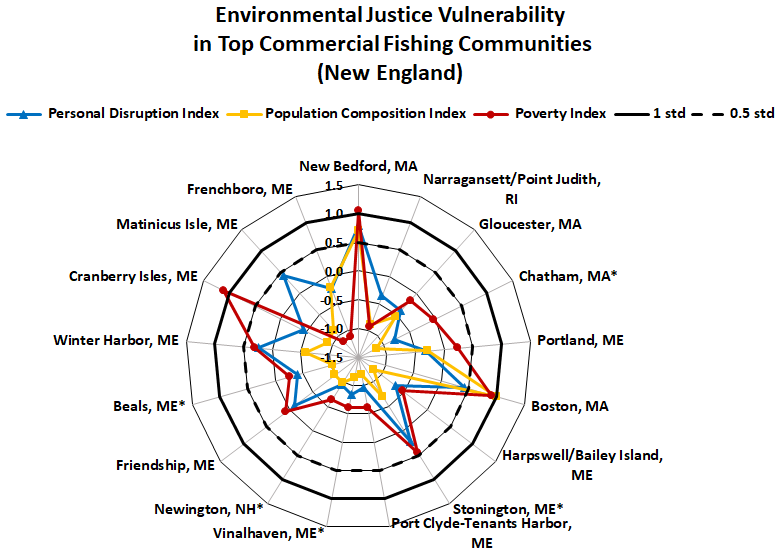 Environmental Justice Vulnerability
in Top Commercial Fishing Communities
(New England)
Personal Disruption Index Population Composition Index Poverty Index 1 std 0.5 std
New Bedford, MA
Narragansett/Point Judith,
RI
Gloucester, MA
Chatham, MA*
Portland, ME
Boston, MA
Harpswell/Bailey Island,
ME
Stonington, ME*
Port Clyde-Tenants Harbor,
ME
Vinalhaven, ME*
Newington, NH*
Friendship, ME
Beals, ME*
Winter Harbor, ME
Cranberry Isles, ME
Matinicus Isle, ME
Frenchboro, ME
1.5
1.0
0.5
0.0
-0.5
-1.0
-1.5